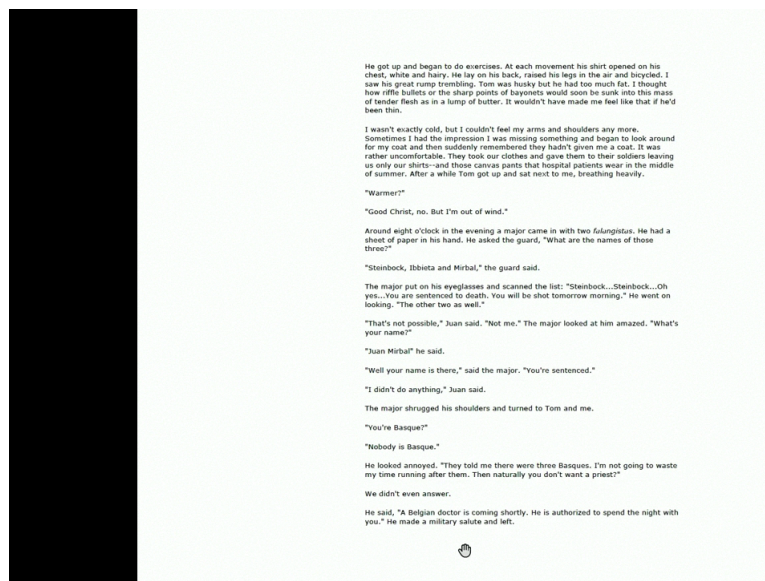 He got up and began to do exercises. At each movement his shirt opened on his
chest, white and hairy. He lay on his back, raised his legs in the air and bicycled. I
saw his great rump trembling. Tom was husky but he had too much fat. I thought
how riffle bullets or the sharp points of bayonets would soon be sunk into this mass
of tender flesh as in a lump of butter. It wouldn't have made me feel like that if he'd
been thin.
I wasn't exactly cold, but I couldn't feel my arms and shoulders any more.
Sometimes I had the impression I was missing something and began to look around
for my coat and then suddenly remembered they hadn't given me a coat. It was
rather uncomfortable. They took our clothes and gave them to their soldiers leaving
us only our shirts--and those canvas pants that hospital patients wear in the middle
of summer. After a while Tom got up and sat next to me, breathing heavily.
"Warmer?"
"Good Christ, no. But I'm out of wind."
Around eight o'clock in the evening a major came in with two falangistas. He had a
sheet of paper in his hand. He asked the guard, "What are the names of those
three?"
"Steinbock, Ibbieta and Mirbal," the guard said.
The major put on his eyeglasses and scanned the list: "Steinbock...Steinbock...Oh
yes...You are sentenced to death. You will be shot tomorrow morning." He went on
looking. "The other two as well."
"That's not possible," Juan said. "Not me." The major looked at him amazed. "What's
your name?"
"Juan Mirbal" he said.
"Well your name is there," said the major. "You're sentenced."
"I didn't do anything," Juan said.
The major shrugged his shoulders and turned to Tom and me.
"You're Basque?"
"Nobody is Basque."
He looked annoyed. "They told me there were three Basques. I'm not going to waste
my time running after them. Then naturally you don't want a priest?"
We didn't even answer.
He said, "A Belgian doctor is coming shortly. He is authorized to spend the night with
you." He made a military salute and left.